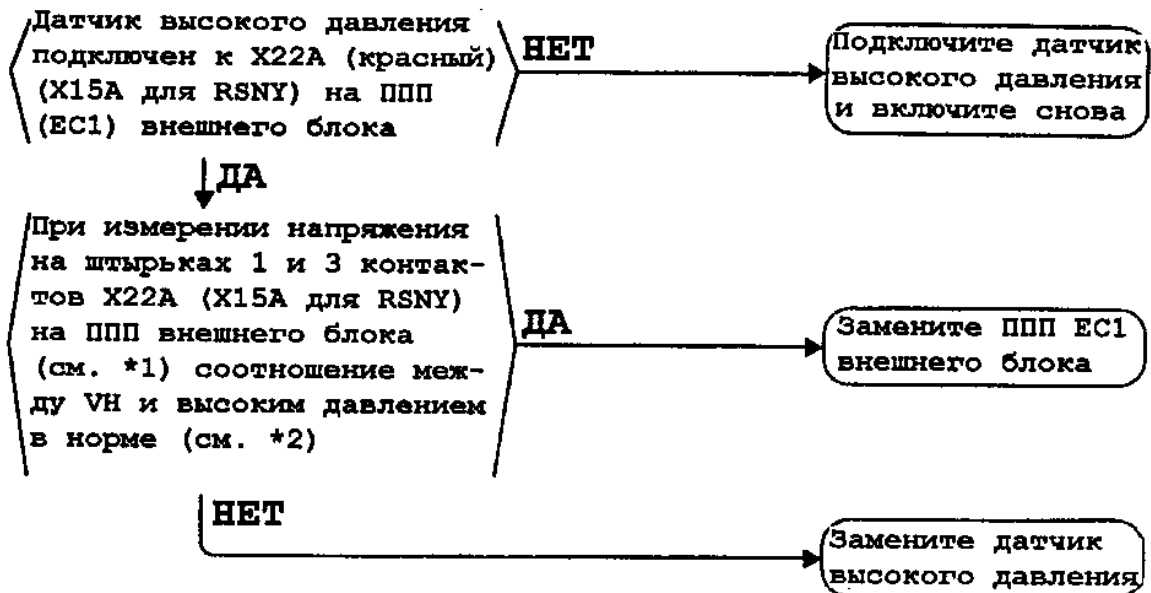 Датчик высокого давления
подключен к X22A (красный)
(X15A для RSNY) на ППП
(EC1) внешнего блока
НЕТ
Подключите датчик
высокого давления
и включите снова
ДА
При измерении напряжения
на штырьках 1 и 3 контак-
тов X22A (X15A для RSNY)
на ППП внешнего блока
(см. *1) соотношение меж-
ду VH и высоким давлением
в норме (см. *2)
ДА
Замените ППП EC1
внешнего блока
НЕТ
Замените датчик
высокого давления